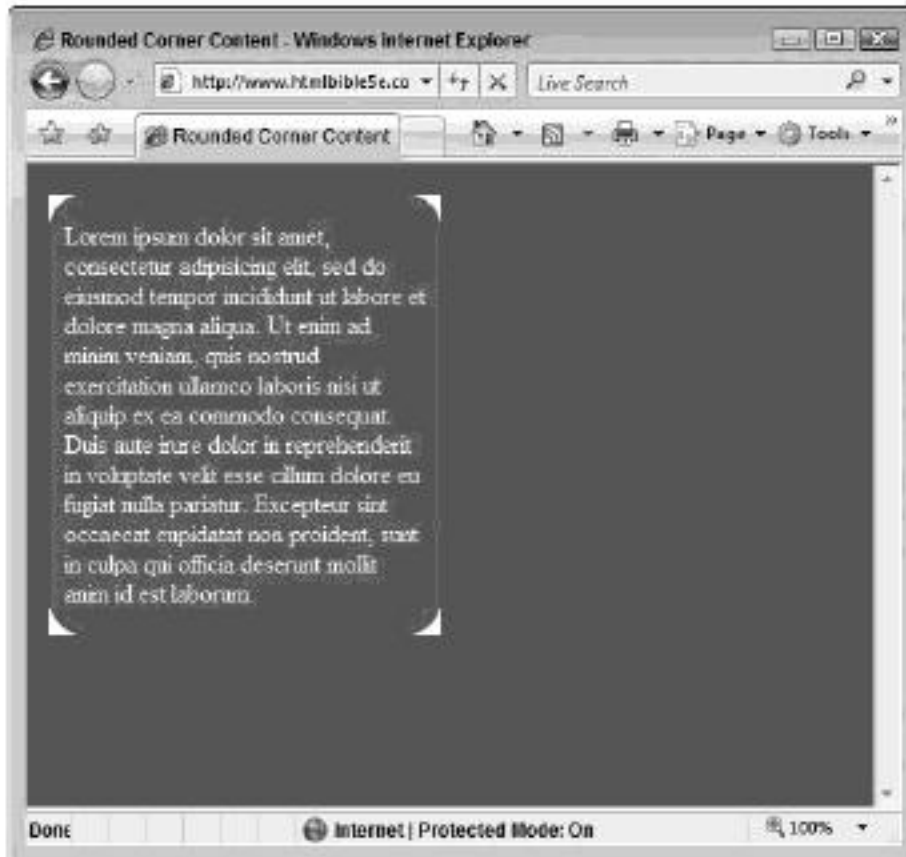 Rounded Corner Content - Windows Internet Explorer
http://www.htmlbible5e.co
Live Search
Rounded Corner Content
Page
Tools
Lorem ipsum dolor sit amet,
consectetur adipisicing elit, sed do
eiusmod tempor incididunt ut labore et
dolore magna aliqua. Ut enim ad
minim veniam, quis nostrud
exercitation ullamco laboris nisi ut
aliquip ex ea commodo consequat.
Duis aute irure dolor in reprehenderit
in voluptate velit esse cillum dolore eu
fugiat nulla pariatur. Excepteur sint
occaecat cupidatat non proident, sunt
in culpa qui officia deserunt mollit
anim id est laborum.
Done
Internet | Protected Mode: On
100%